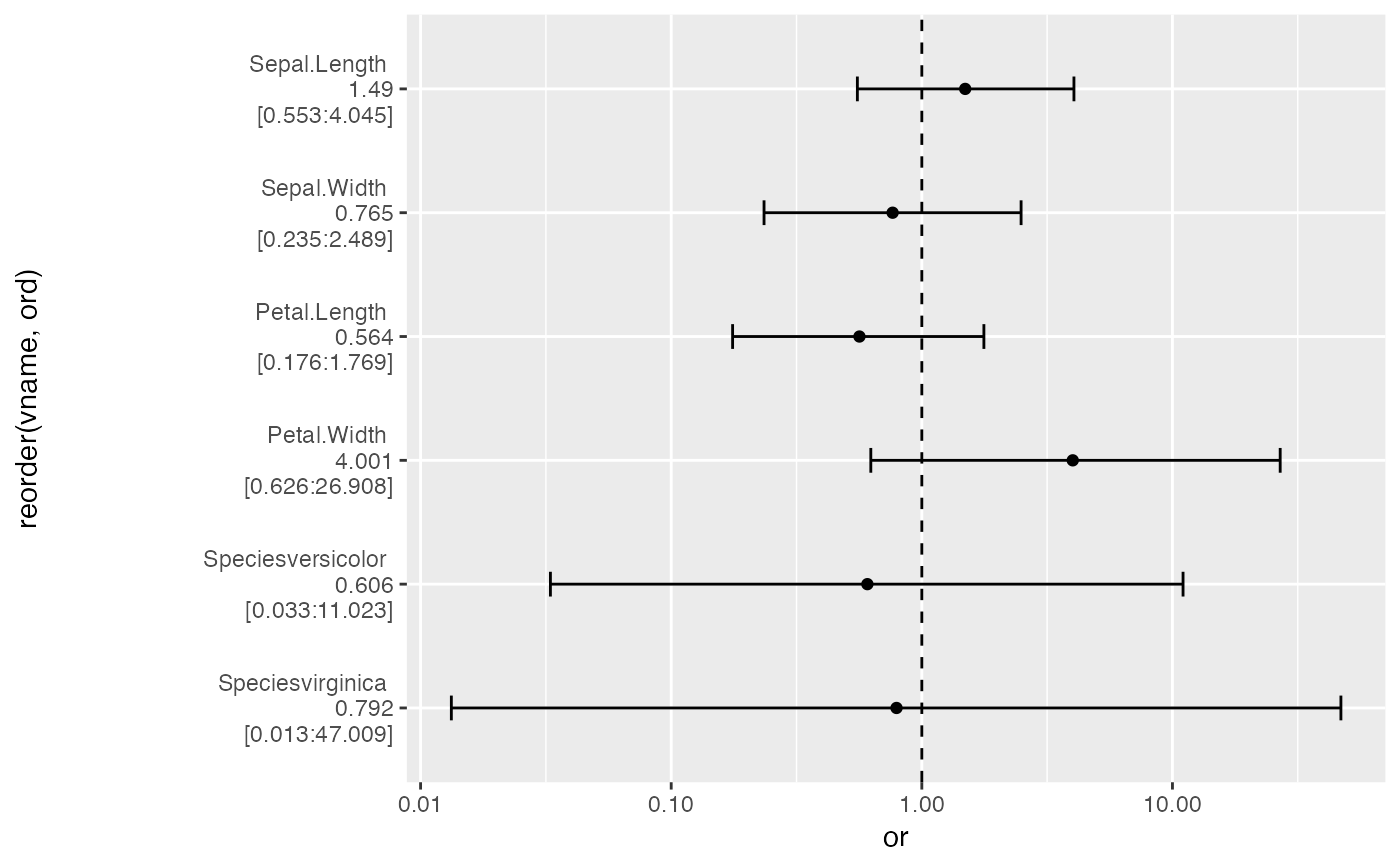 reorder(vname, ord)
Sepal.Length
1.49
[0.553:4.045]
Sepal.Width
0.765
[0.235:2.489]
Petal.Length
0.564
[0.176:1.769]
Petal.Width
4.001
[0.626:26.908]
Speciesversicolor
0.606
[0.033:11.023]
Speciesvirginica
0.792
[0.013:47.009]
0.01 0.10 1.00 10.00
or